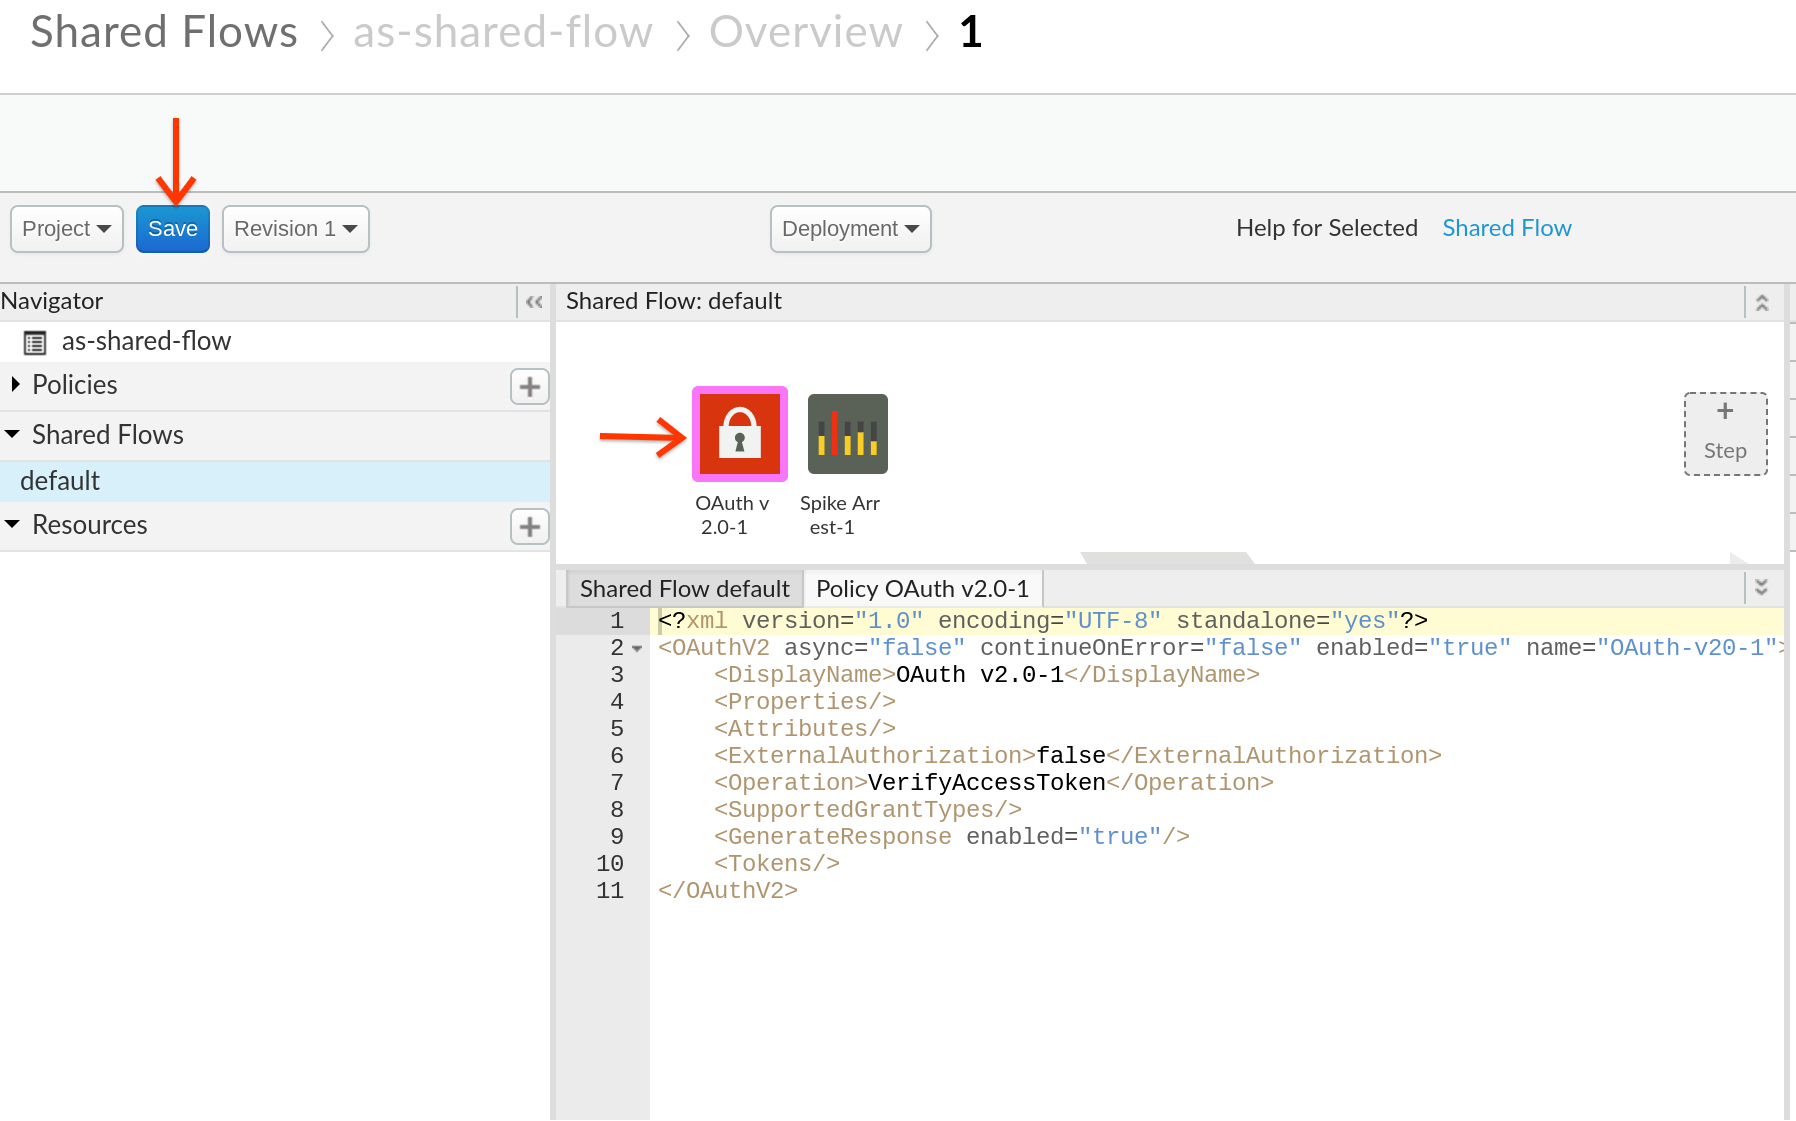 Shared Flows > as-shared-flow > Overview > 1
Project Save Revision 1 Deployment Help for Selected Shared Flow
Navigator
as-shared-flow
Policies
Shared Flows
default
Resources
Shared Flow: default
OAuth v
2.0-1
Spike Arr
est-1
+
Step
Shared Flow default Policy OAuth v2.0-1
1 <?xml version="1.0" encoding="UTF-8" standalone="yes"?>
2 <OAuthV2 async="false" continueOnError="false" enabled="true" name="OAuth-v20-1">
3 <DisplayName>OAuth v2.0-1</DisplayName>
4 <Properties/>
5 <Attributes/>
6 <ExternalAuthorization>false</ExternalAuthorization>
7 <Operation>VerifyAccessToken</Operation>
8 <SupportedGrantTypes/>
9 <GenerateResponse enabled="true"/>
10 <Tokens/>
11 </OAuthV2>